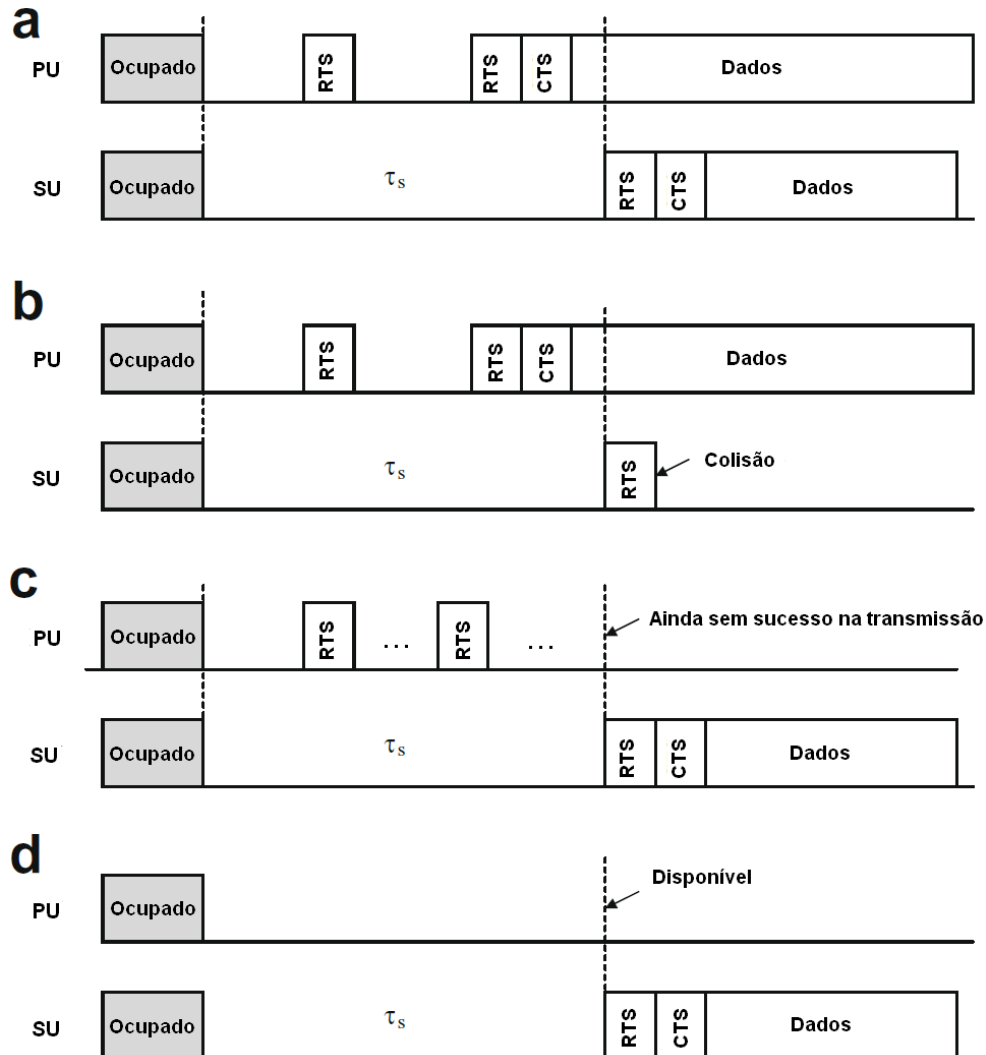 a
PU
Ocupado
RTS
RTS
CTS
Dados
SU
Ocupado
τs
RTS
CTS
Dados
b
PU
Ocupado
RTS
RTS
CTS
Dados
SU
Ocupado
τs
RTS
Colisão
c
PU
Ocupado
RTS
...
RTS
...
Ainda sem sucesso na transmissão
SU
Ocupado
τs
RTS
CTS
Dados
d
PU
Ocupado
Disponível
SU
Ocupado
τs
RTS
CTS
Dados